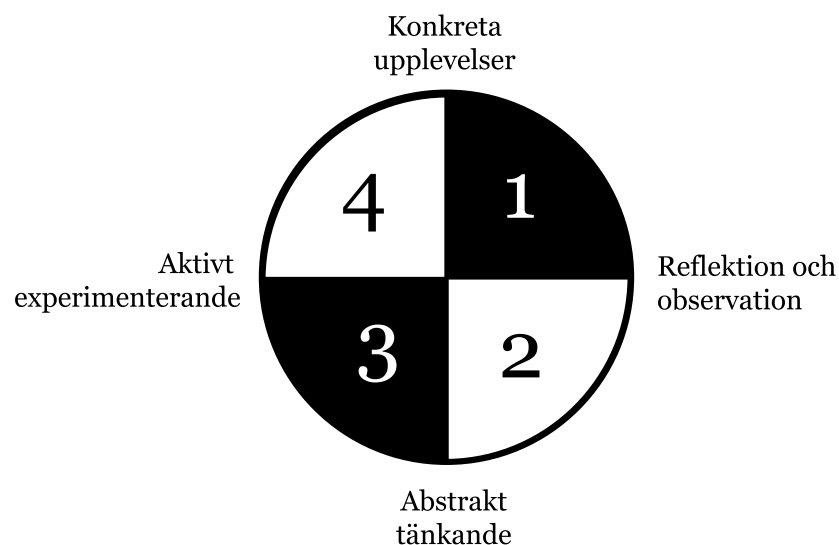 Konkreta
upplevelser
4
1
Aktivt
experimenterande
Reflektion och
observation
3
2
Abstrakt
tänkande